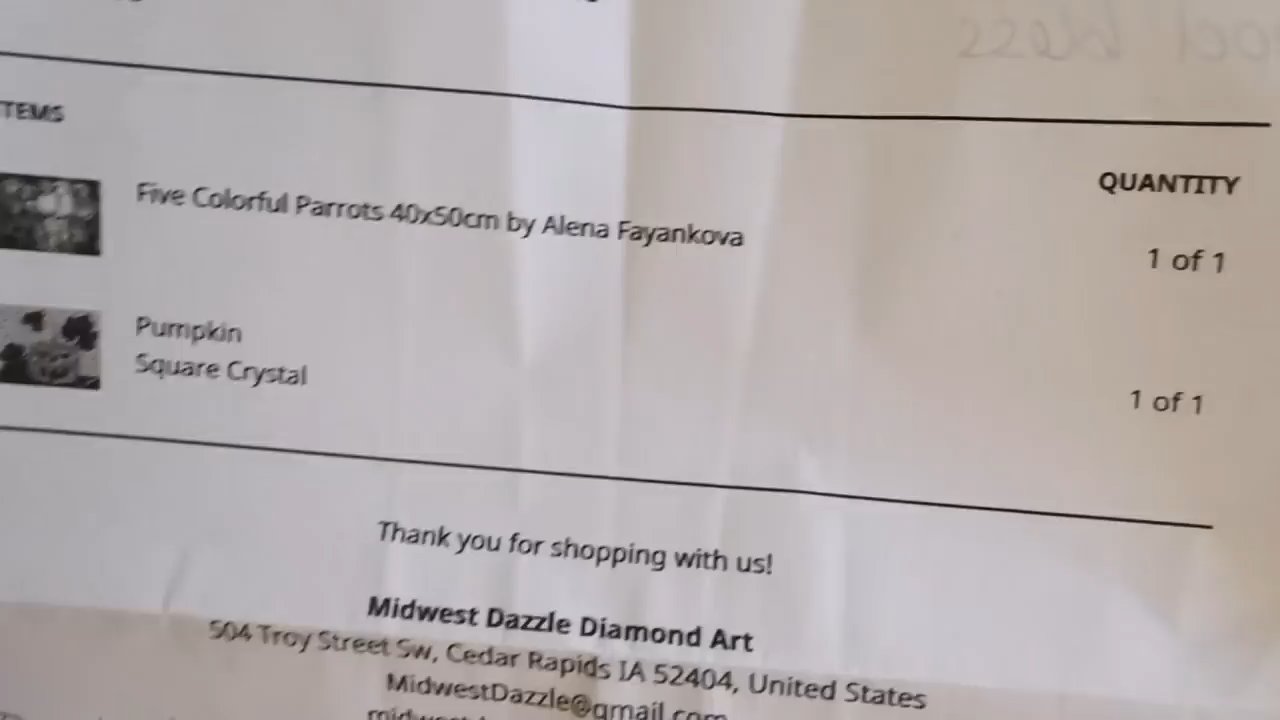 TEMS
QUANTITY
Five Colorful Parrots 40x50cm by Alena Fayankova
1 of 1
Pumpkin
Square Crystal
1 of 1
Thank you for shopping with us!
Midwest Dazzle Diamond Art
504 Troy Street Sw, Cedar Rapids IA 52404, United States
MidwestDazzle@gmail.com